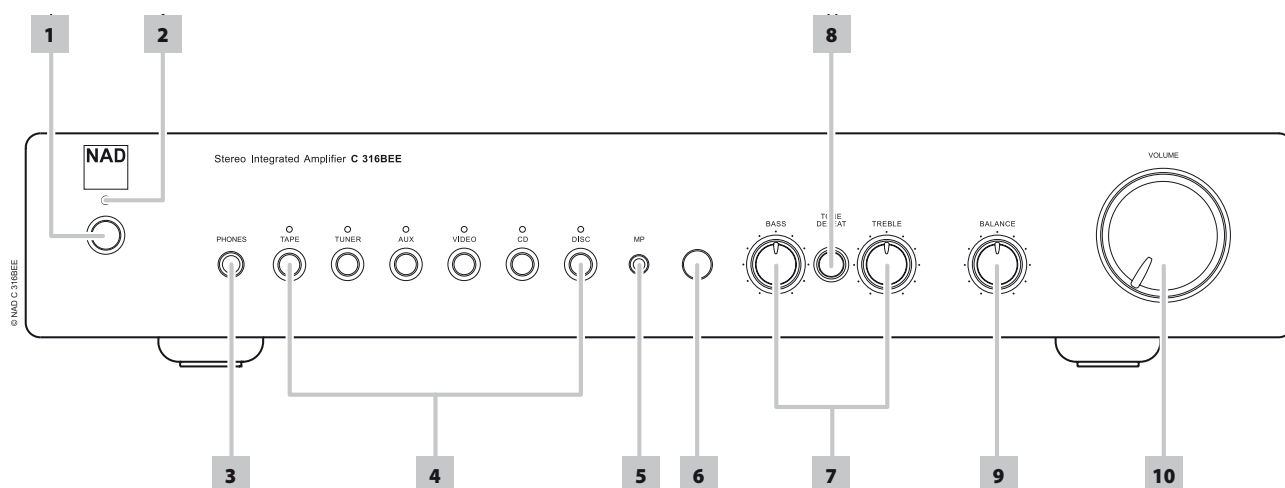 1
2
8
NAD
Stereo Integrated Amplifier C 316BEE
VOLUME
PHONES
TAPE
TUNER
AUX
VIDEO
CD
DISC
MP
BASS
TONE
DEFEAT
TREBLE
BALANCE
© NAD C 316BEE
3
4
5
6
7
9
10